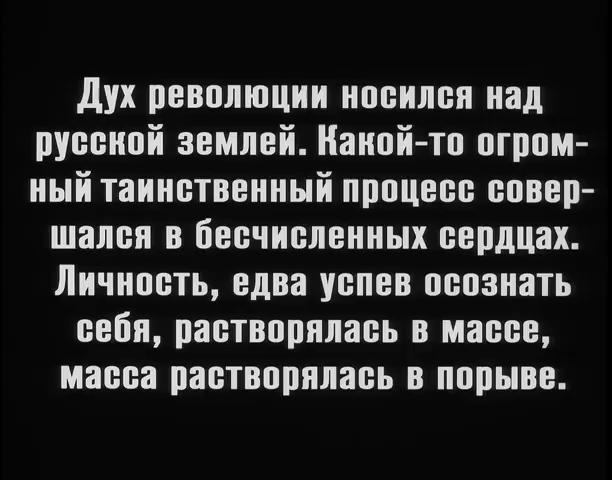 Дух революции носился над
русской землей. Какой-то огром-
ный таинственный процесс совер-
шался в бесчисленных сердцах.
Личность, едва успев осознать
себя, растворялась в массе,
масса растворялась в порыве.